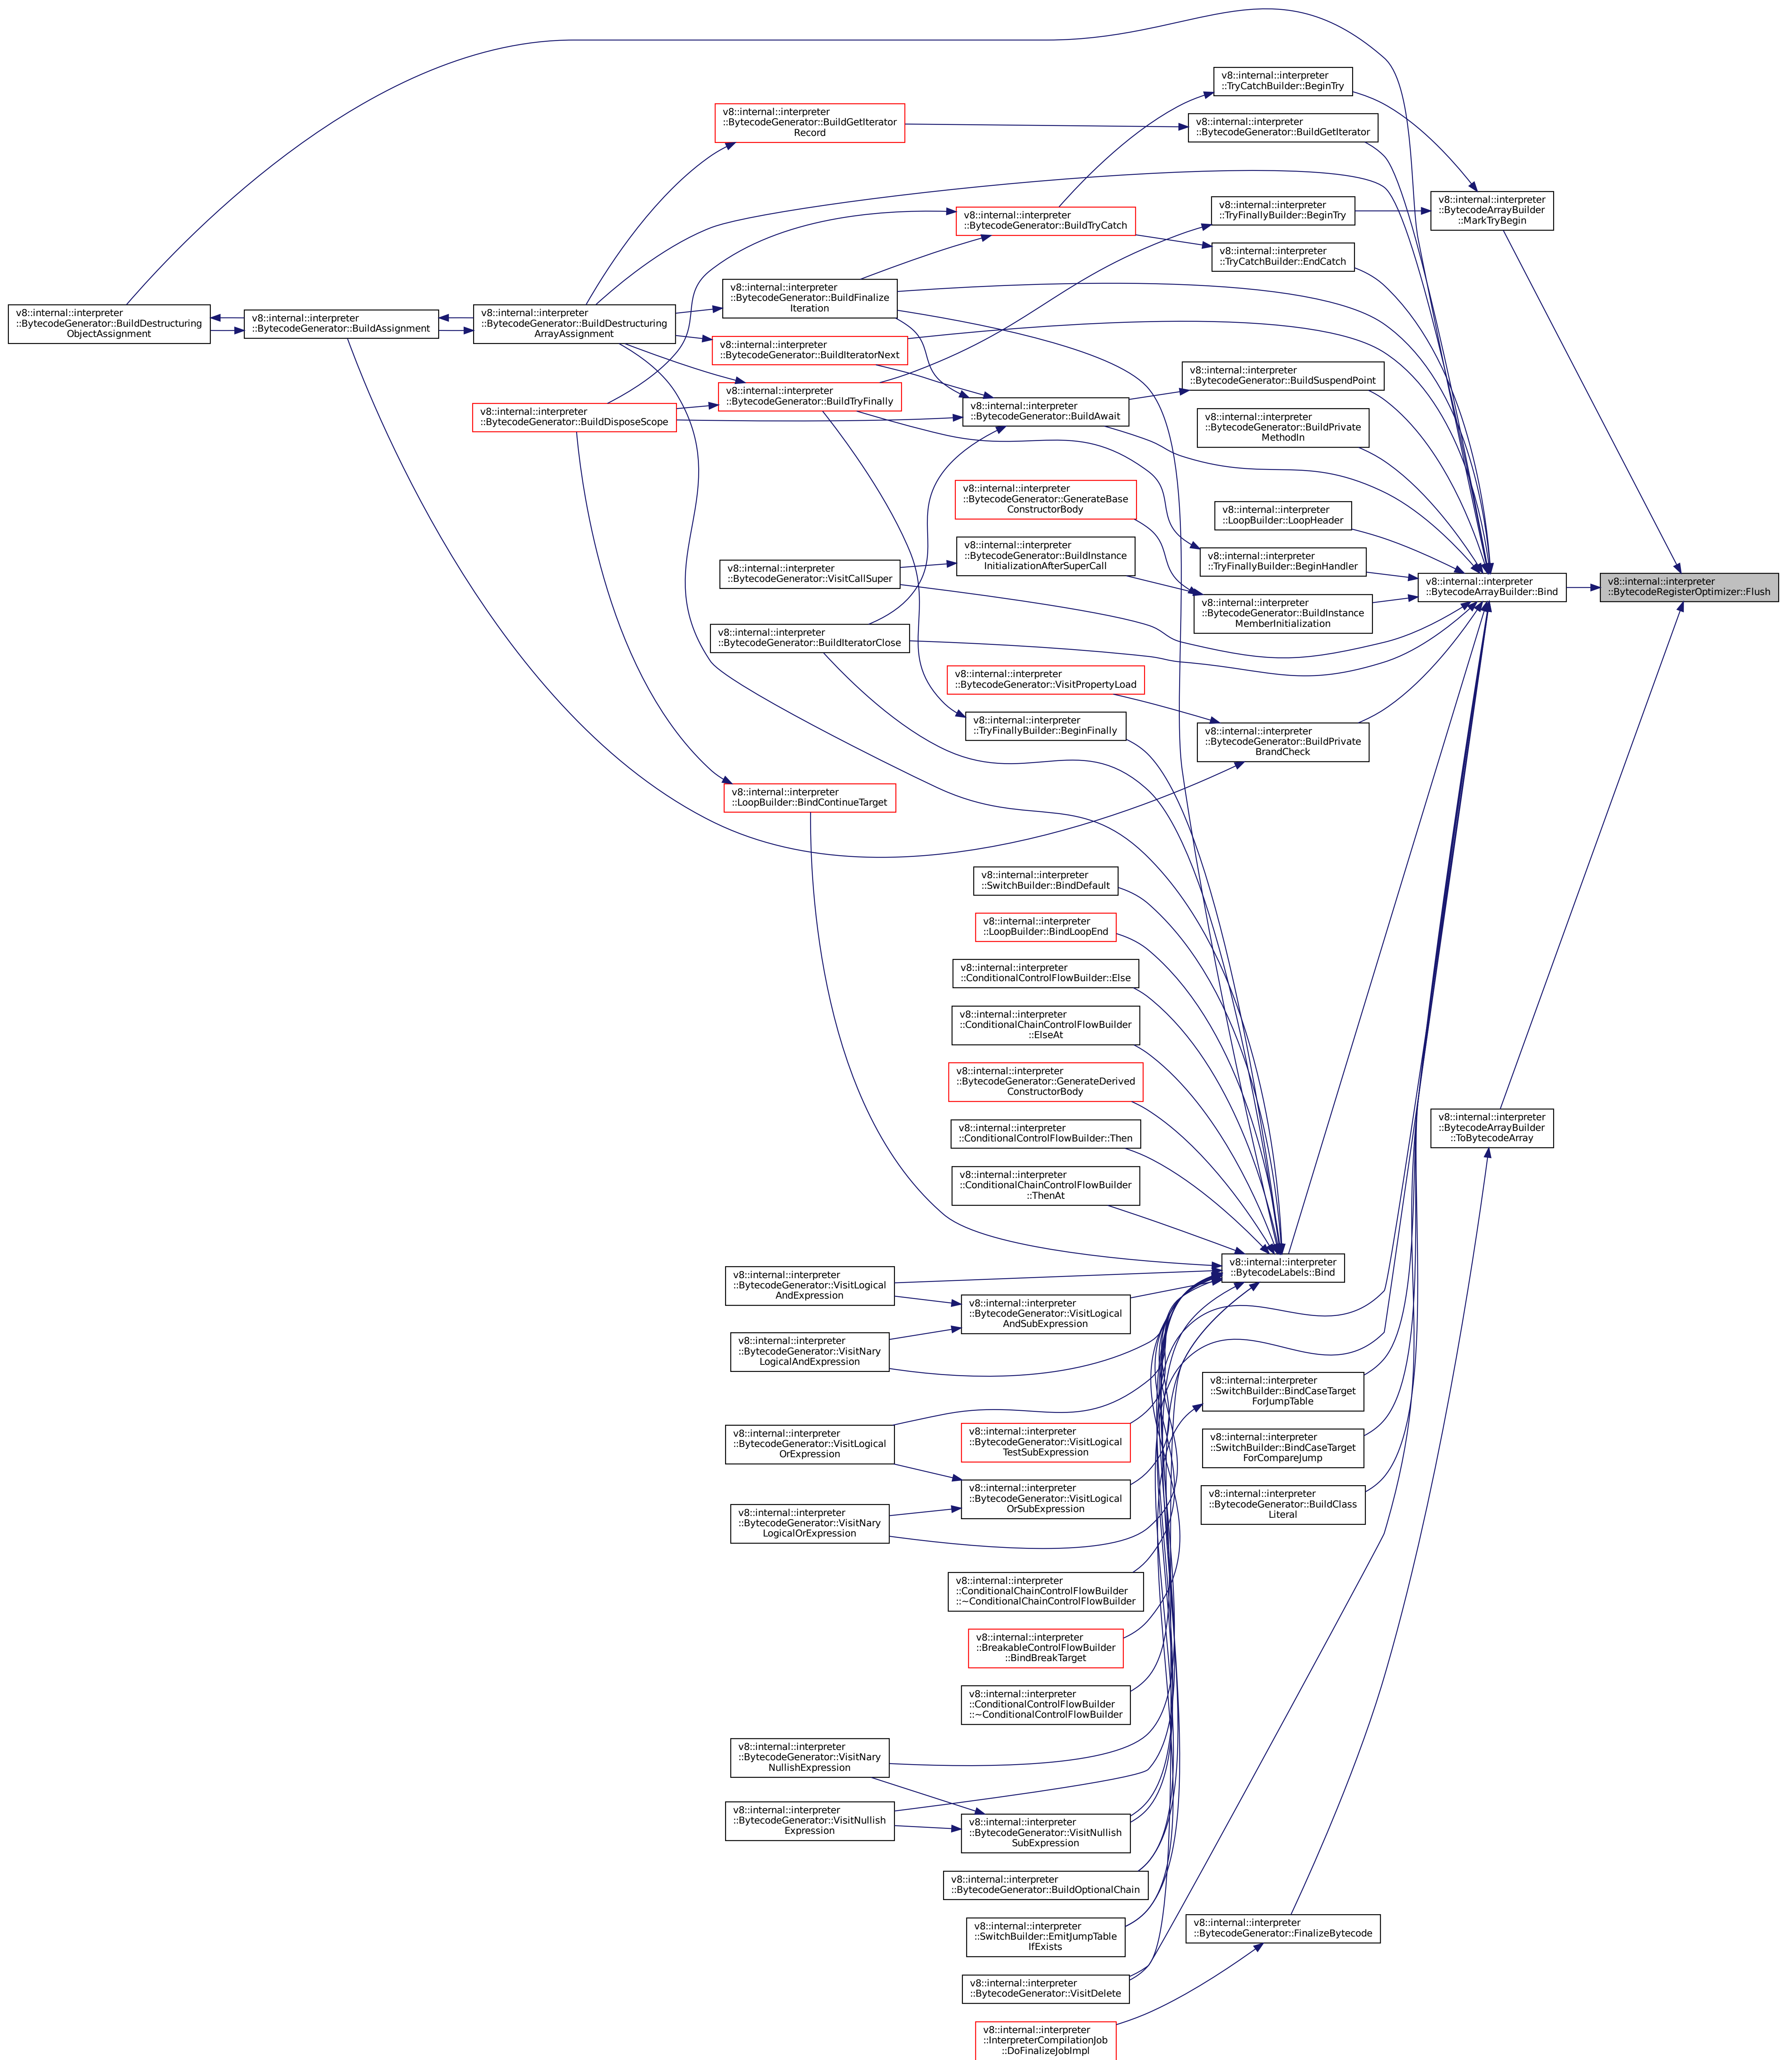 v8::internal::interpreter
::TryCatchBuilder::BeginTry
v8::internal::interpreter
::BytecodeGenerator::BuildGetIterator
Record
v8::internal::interpreter
::BytecodeGenerator::BuildGetIterator
v8::internal::interpreter
::BytecodeArrayBuilder
::MarkTryBegin
v8::internal::interpreter
::TryFinallyBuilder::BeginTry
v8::internal::interpreter
::BytecodeGenerator::BuildTryCatch
v8::internal::interpreter
::TryCatchBuilder::EndCatch
v8::internal::interpreter
::BytecodeGenerator::BuildFinalize
Iteration
v8::internal::interpreter
::BytecodeGenerator::BuildDestructuring
ObjectAssignment
v8::internal::interpreter
::BytecodeGenerator::BuildAssignment
v8::internal::interpreter
::BytecodeGenerator::BuildDestructuring
ArrayAssignment
v8::internal::interpreter
::BytecodeGenerator::BuildIteratorNext
v8::internal::interpreter
::BytecodeGenerator::BuildSuspendPoint
v8::internal::interpreter
::BytecodeGenerator::BuildTryFinally
v8::internal::interpreter
::BytecodeGenerator::BuildDisposeScope
v8::internal::interpreter
::BytecodeGenerator::BuildAwait
v8::internal::interpreter
::BytecodeGenerator::BuildPrivate
MethodIn
v8::internal::interpreter
::BytecodeGenerator::GenerateBase
ConstructorBody
v8::internal::interpreter
::LoopBuilder::LoopHeader
v8::internal::interpreter
::BytecodeGenerator::BuildInstance
InitializationAfterSuperCall
v8::internal::interpreter
::TryFinallyBuilder::BeginHandler
v8::internal::interpreter
::BytecodeGenerator::VisitCallSuper
v8::internal::interpreter
::BytecodeArrayBuilder::Bind
v8::internal::interpreter
::BytecodeRegisterOptimizer::Flush
v8::internal::interpreter
::BytecodeGenerator::BuildInstance
MemberInitialization
v8::internal::interpreter
::BytecodeGenerator::BuildIteratorClose
v8::internal::interpreter
::BytecodeGenerator::VisitPropertyLoad
v8::internal::interpreter
::TryFinallyBuilder::BeginFinally
v8::internal::interpreter
::BytecodeGenerator::BuildPrivate
BrandCheck
v8::internal::interpreter
::LoopBuilder::BindContinueTarget
v8::internal::interpreter
::SwitchBuilder::BindDefault
v8::internal::interpreter
::LoopBuilder::BindLoopEnd
v8::internal::interpreter
::ConditionalControlFlowBuilder::Else
v8::internal::interpreter
::ConditionalChainControlFlowBuilder
::ElseAt
v8::internal::interpreter
::BytecodeGenerator::GenerateDerived
ConstructorBody
v8::internal::interpreter
::ConditionalControlFlowBuilder::Then
v8::internal::interpreter
::BytecodeArrayBuilder
::ToBytecodeArray
v8::internal::interpreter
::ConditionalChainControlFlowBuilder
::ThenAt
v8::internal::interpreter
::BytecodeLabels::Bind
v8::internal::interpreter
::BytecodeGenerator::VisitLogical
AndExpression
v8::internal::interpreter
::BytecodeGenerator::VisitLogical
AndSubExpression
v8::internal::interpreter
::BytecodeGenerator::VisitNary
LogicalAndExpression
v8::internal::interpreter
::SwitchBuilder::BindCaseTarget
ForJumpTable
v8::internal::interpreter
::BytecodeGenerator::VisitLogical
OrExpression
v8::internal::interpreter
::BytecodeGenerator::VisitLogical
TestSubExpression
v8::internal::interpreter
::SwitchBuilder::BindCaseTarget
ForCompareJump
v8::internal::interpreter
::BytecodeGenerator::VisitLogical
OrSubExpression
v8::internal::interpreter
::BytecodeGenerator::BuildClass
Literal
v8::internal::interpreter
::BytecodeGenerator::VisitNary
LogicalOrExpression
v8::internal::interpreter
::ConditionalChainControlFlowBuilder
::~ConditionalChainControlFlowBuilder
v8::internal::interpreter
::BreakableControlFlowBuilder
::BindBreakTarget
v8::internal::interpreter
::ConditionalControlFlowBuilder
::~ConditionalControlFlowBuilder
v8::internal::interpreter
::BytecodeGenerator::VisitNary
NullishExpression
v8::internal::interpreter
::BytecodeGenerator::VisitNullish
Expression
v8::internal::interpreter
::BytecodeGenerator::VisitNullish
SubExpression
v8::internal::interpreter
::BytecodeGenerator::BuildOptionalChain
v8::internal::interpreter
::SwitchBuilder::EmitJumpTable
IfExists
v8::internal::interpreter
::BytecodeGenerator::FinalizeBytecode
v8::internal::interpreter
::BytecodeGenerator::VisitDelete
v8::internal::interpreter
::InterpreterCompilationJob
::DoFinalizeJobImpl